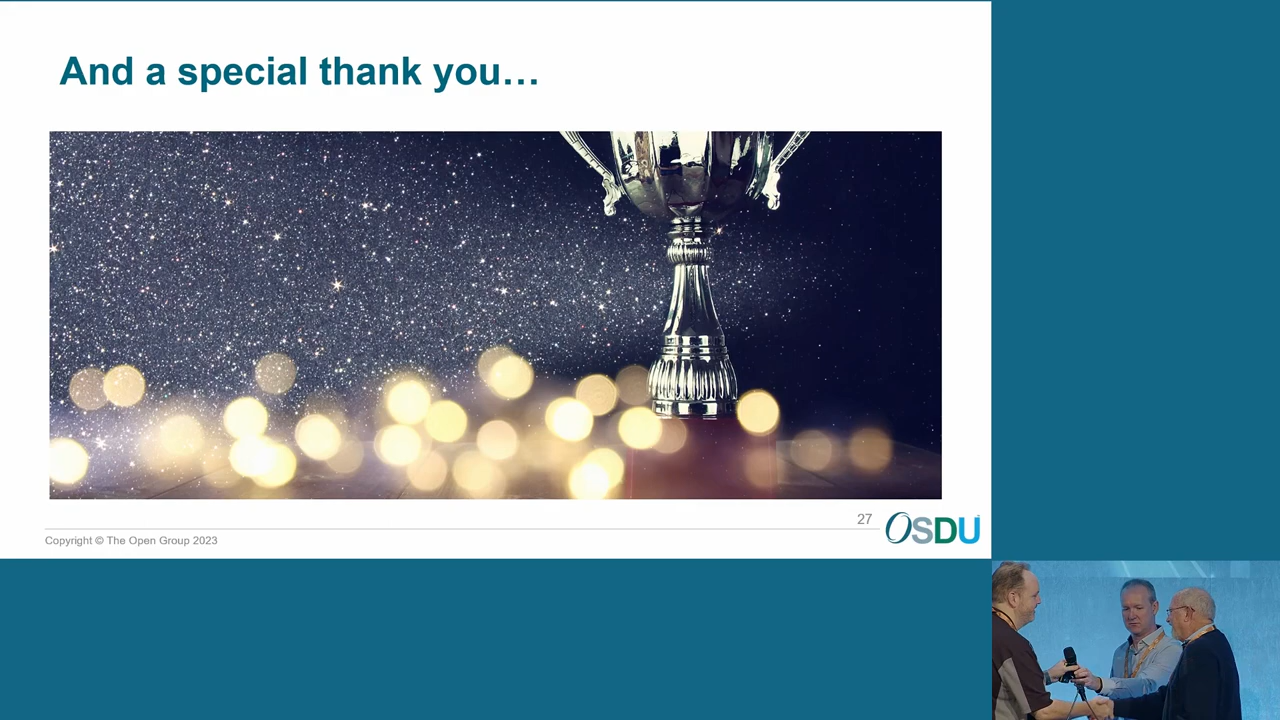 And a special thank you…
27
OSDU
Copyright © The Open Group 2023